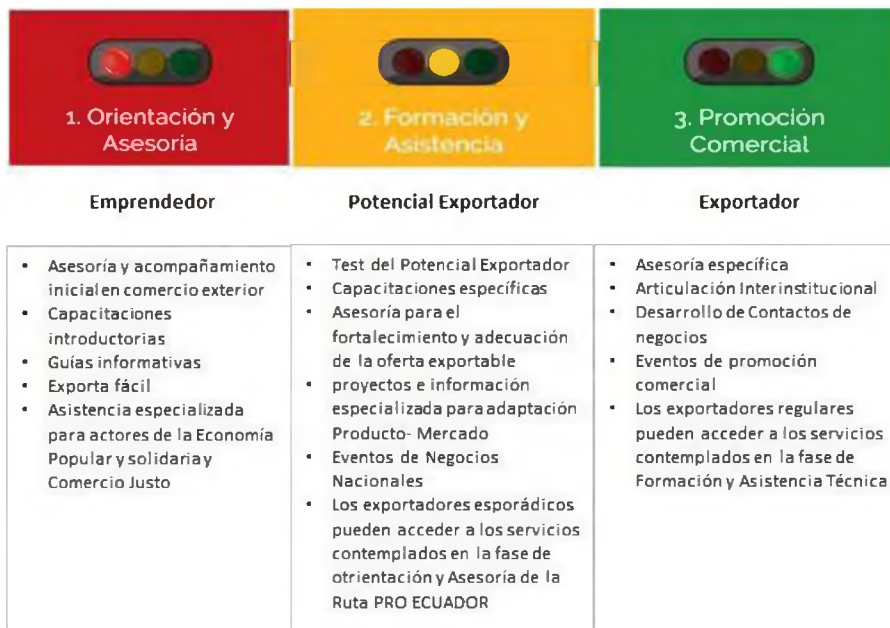 1. Orientación y
Asesoria
2. Formación y
Asistencia
3. Promoción
Comercial
Emprendedor
Potencial Exportador
Exportador
• Asesoría y acompañamiento
inicial en comercio exterior
• Capacitaciones
introductorias
• Guías informativas
• Exporta fácil
• Asistencia especializada
para actores de la Economía
Popular y solidaria y
Comercio Justo
• Test del Potencial Exportador
• Capacitaciones específicas
• Asesoría para el
fortalecimiento y adecuación
de la oferta exportable
• proyectos e información
especializada para adaptación
Producto- Mercado
• Eventos de Negocios
Nacionales
• Los exportadores esporádicos
pueden acceder a los servicios
contemplados en la fase de
otrientación y Asesoría de la
Ruta PRO ECUADOR
• Asesoría específica
• Articulación Interinstitucional
• Desarrollo de Contactos de
negocios
• Eventos de promoción
comercial
• Los exportadores regulares
pueden acceder a los servicios
contemplados en la fase de
Formación y Asistencia Técnica